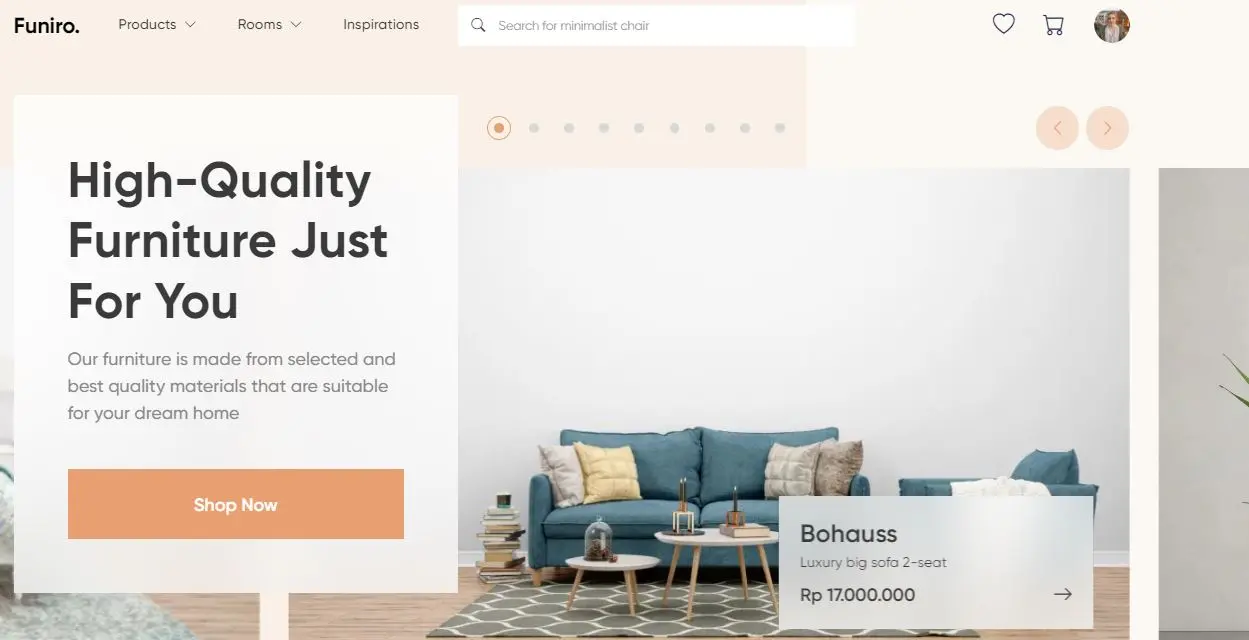 Funiro.
Products
Rooms
Inspirations
Search for minimalist chair
High-Quality
Furniture Just
For You
Our furniture is made from selected and
best quality materials that are suitable
for your dream home
Shop Now
Bohauss
Luxury big sofa 2-seat
Rp 17.000.000